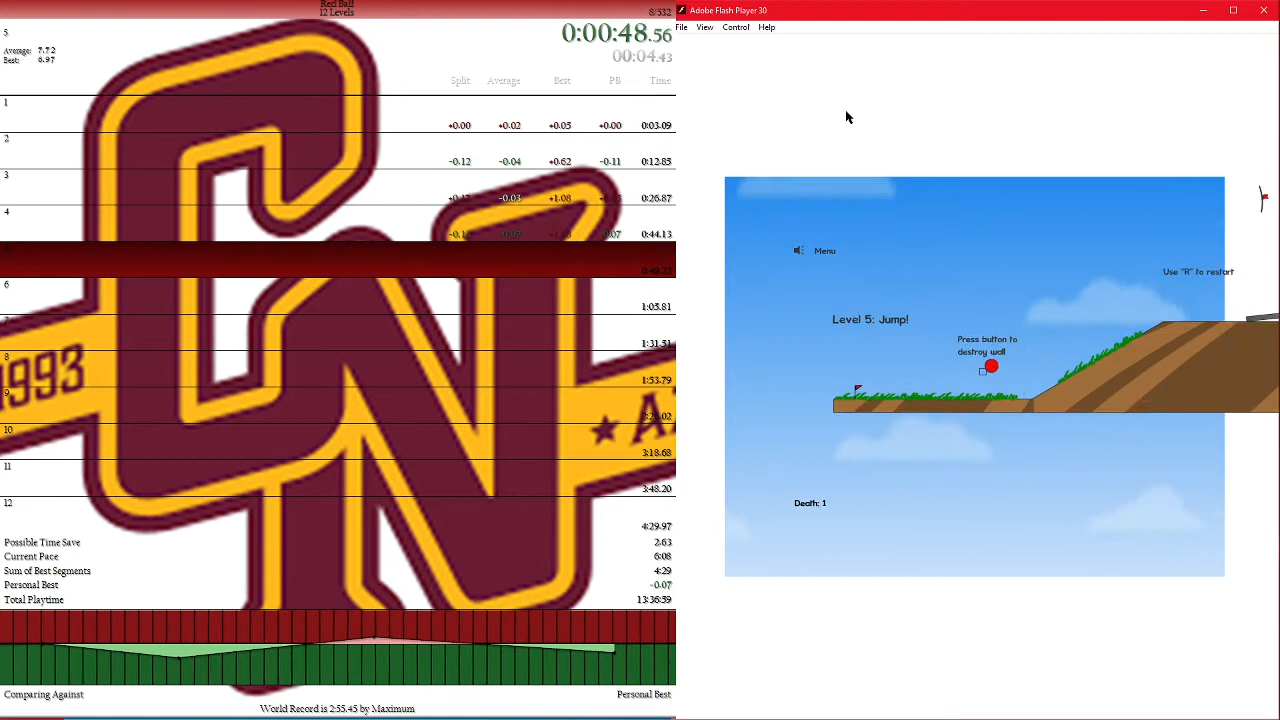 Red Ball
12 Levels
8/532
0:00:48.56
00:04.43
Average: 7.72
Best: 6.97
Split Average Best PB Time
1
+0.00 +0.02 +0.05 +0.00 0:03.09
2
-0.12 -0.04 +0.62 -0.11 0:12.85
3
-0.03 +1.08 0:26.87
4
0:44.13
6
1:05.81
1:31.51
8
1:53.79
9
10
3:18.68
11
3:48.20
12
4:29.97
Possible Time Save 2.63
Current Pace 6:08
Sum of Best Segments 4:29
Personal Best -0.07
Total Playtime 13:36:59
Comparing Against Personal Best
World Record is 2:55.45 by Maximum
1993
Adobe Flash Player 30
File View Control Help
Menu
Use "R" to restart
Level 5: Jump!
Press button to
destroy wall
Death: 1